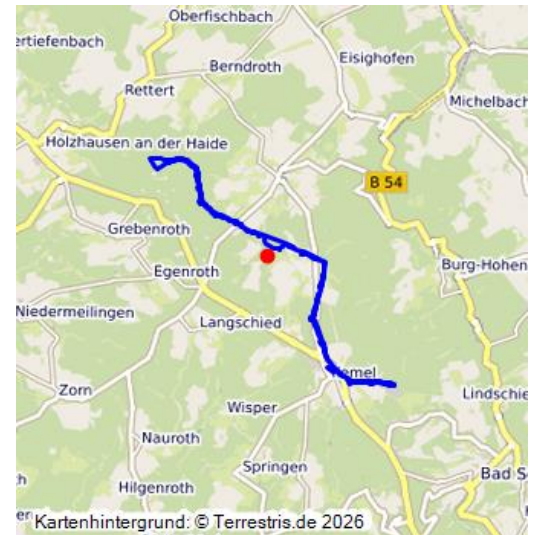 Oberfischbach
ertiefenbach
Eisighofen
Berndroth
Rettert
Michelbach
Holzhausen an der Haide
B 54
Grebenroth
Egenroth
Burg-Hohen
Niedermeilingen
Langschied
Kemel
Zorn
Lindschie
Wisper
Nauroth
Springen
Bad S
Hilgenroth
Kartenhintergrund: © Terrestris.de 2026